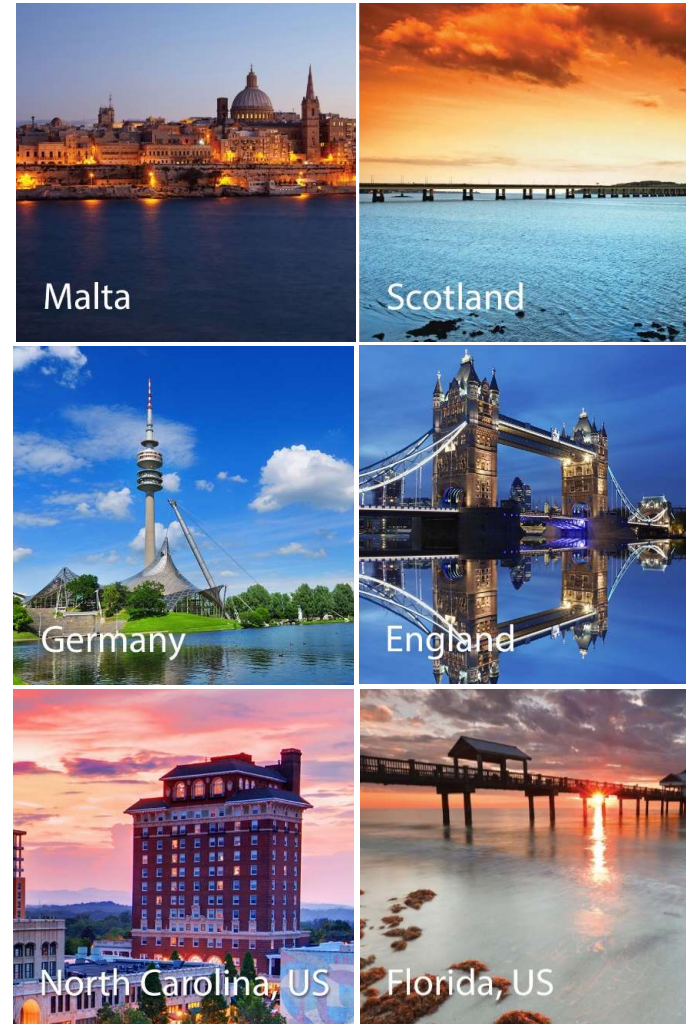 Malta
Scotland
Germany
England
North Carolina, US
Florida, US